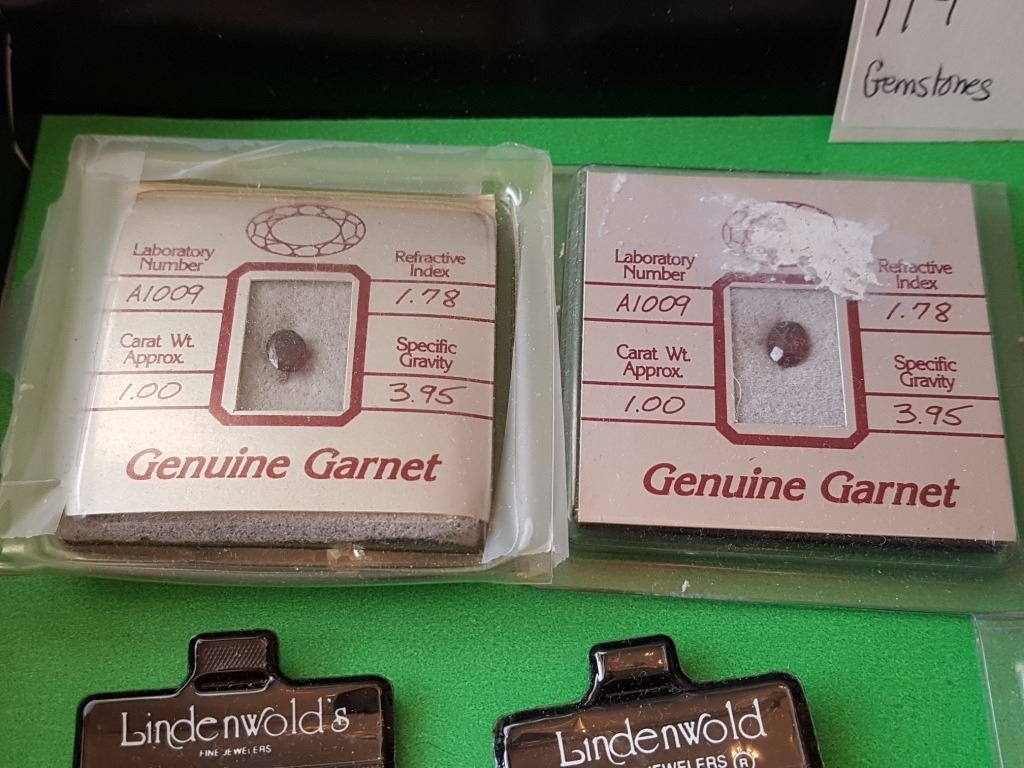 Gemstones
Laboratory
Number
A1009
Carat Wt.
Approx.
1.00
Refractive
Index
1.78
Specific
Gravity
3.95
Genuine Garnet
Laboratory
Number
A1009
Carat Wt.
Approx.
1.00
Refractive
Index
1.78
Specific
Gravity
3.95
Genuine Garnet
Lindenwold's
FINE JEWELERS
Lindenwold
JEWELERS ®